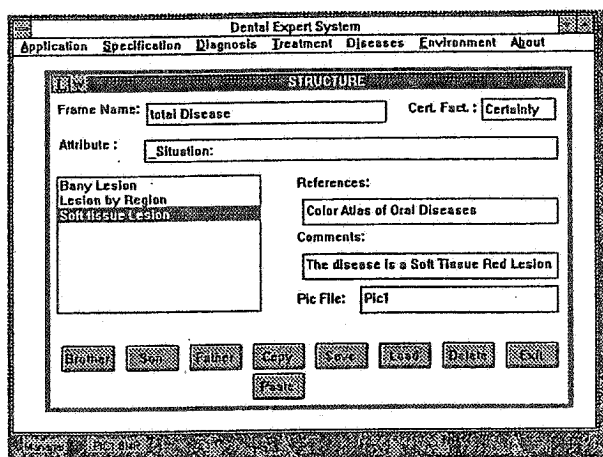 Dental Expert System
Application Specification Diagnosis Treatment Diseases Environment About
STRUCTURE
Frame Name: total Disease Cert. Fact. : Certainty
Attribute : _Situation:
Bany Lesion
Lesion by Region
Soft tissue Lesion
References:
Color Atlas of Oral Diseases
Comments:
The disease is a Soft Tissue Red Lesion
Pic File: Pic1
Brother Son Father Copy Save Load Delete Exit
Paste